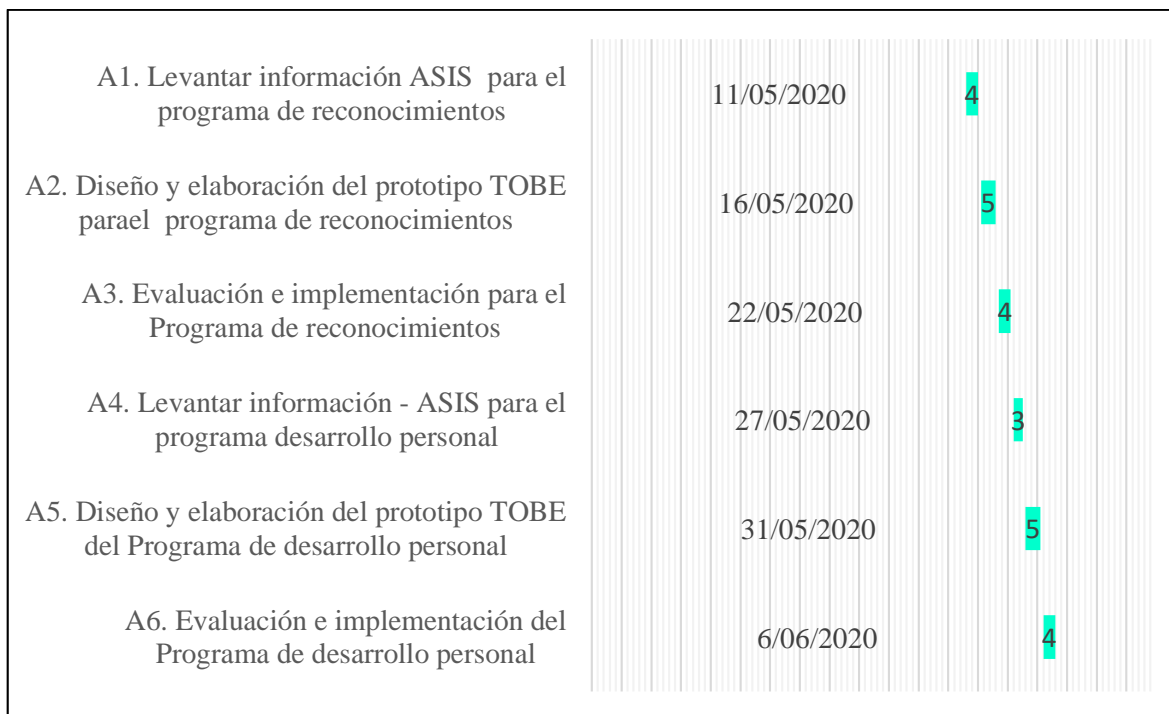 A1. Levantar información ASIS  para el
programa de reconocimientos
11/05/2020
4
A2. Diseño y elaboración del prototipo TOBE
parael  programa de reconocimientos
16/05/2020
5
A3. Evaluación e implementación para el
Programa de reconocimientos
22/05/2020
4
A4. Levantar información - ASIS para el
programa desarrollo personal
27/05/2020
3
A5. Diseño y elaboración del prototipo TOBE
del Programa de desarrollo personal
31/05/2020
5
A6. Evaluación e implementación del
Programa de desarrollo personal
6/06/2020
4